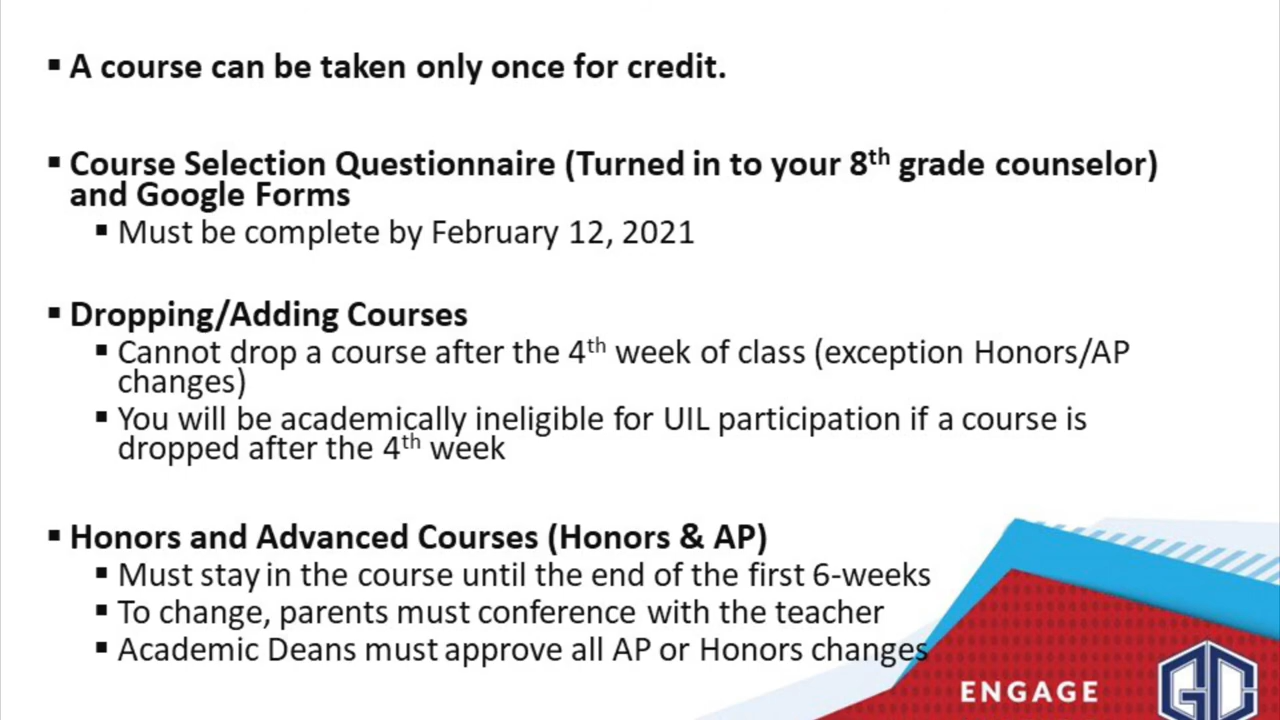 ▪ A course can be taken only once for credit.
▪ Course Selection Questionnaire (Turned in to your 8th grade counselor)
and Google Forms
▪ Must be complete by February 12, 2021
▪ Dropping/Adding Courses
▪ Cannot drop a course after the 4th week of class (exception Honors/AP
changes)
▪ You will be academically ineligible for UIL participation if a course is
dropped after the 4th week
▪ Honors and Advanced Courses (Honors & AP)
▪ Must stay in the course until the end of the first 6-weeks
▪ To change, parents must conference with the teacher
▪ Academic Deans must approve all AP or Honors changes
ENGAGE
GC